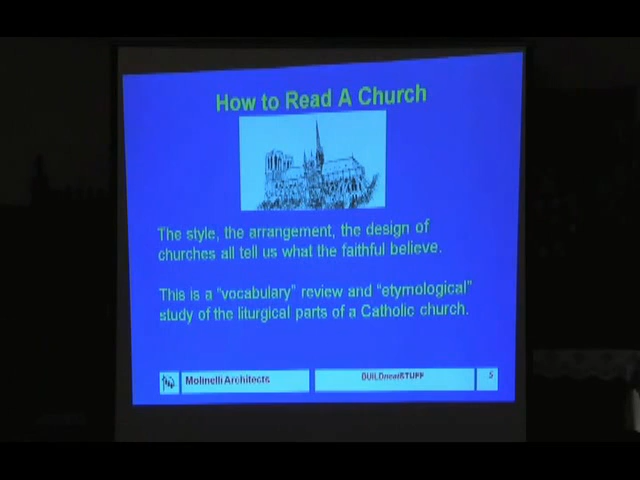 How to Read A Church
The style, the arrangement, the design of
churches all tell us what the faithful believe.
This is a "vocabulary" review and "etymological"
study of the liturgical parts of a Catholic church.
Molinelli Architects
BUILDneatSTUFF
5